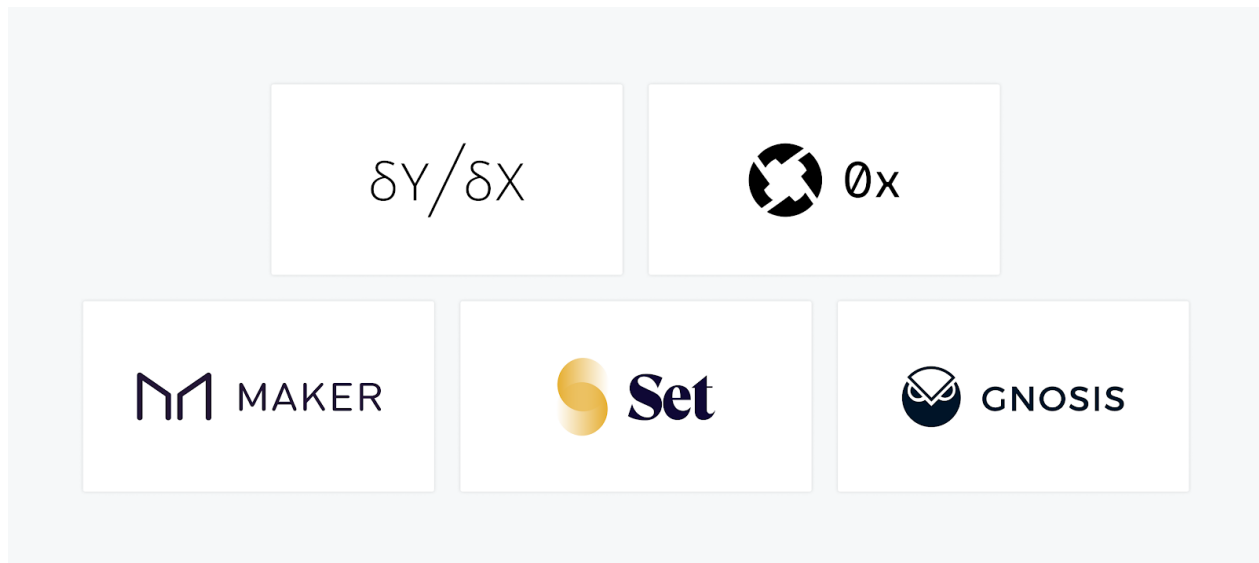 δY/δX
0x
MAKER
Set
GNOSIS